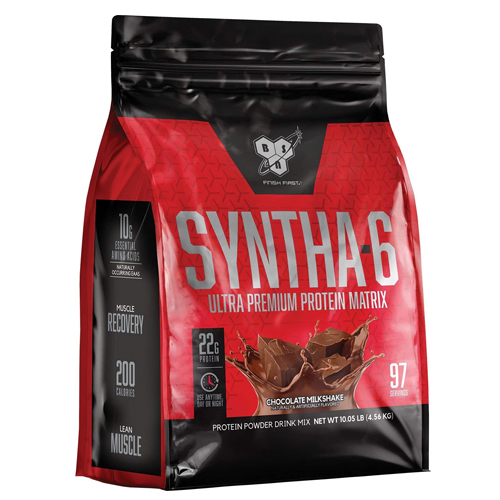 BSN
FINISH FIRST.
SYNTHA-6
ULTRA PREMIUM PROTEIN MATRIX
22g
PROTEIN
USE ANYTIME,
DAY OR NIGHT
CHOCOLATE MILKSHAKE
NATURALLY & ARTIFICIALLY FLAVORED
97
SERVINGS
PROTEIN POWDER DRINK MIX NET WT 10.05 LB (4.56 KG)
10g
ESSENTIAL
AMINO ACIDS
NATURALLY
OCCURRING EAAS
MUSCLE
RECOVERY
200
CALORIES
LEAN
MUSCLE